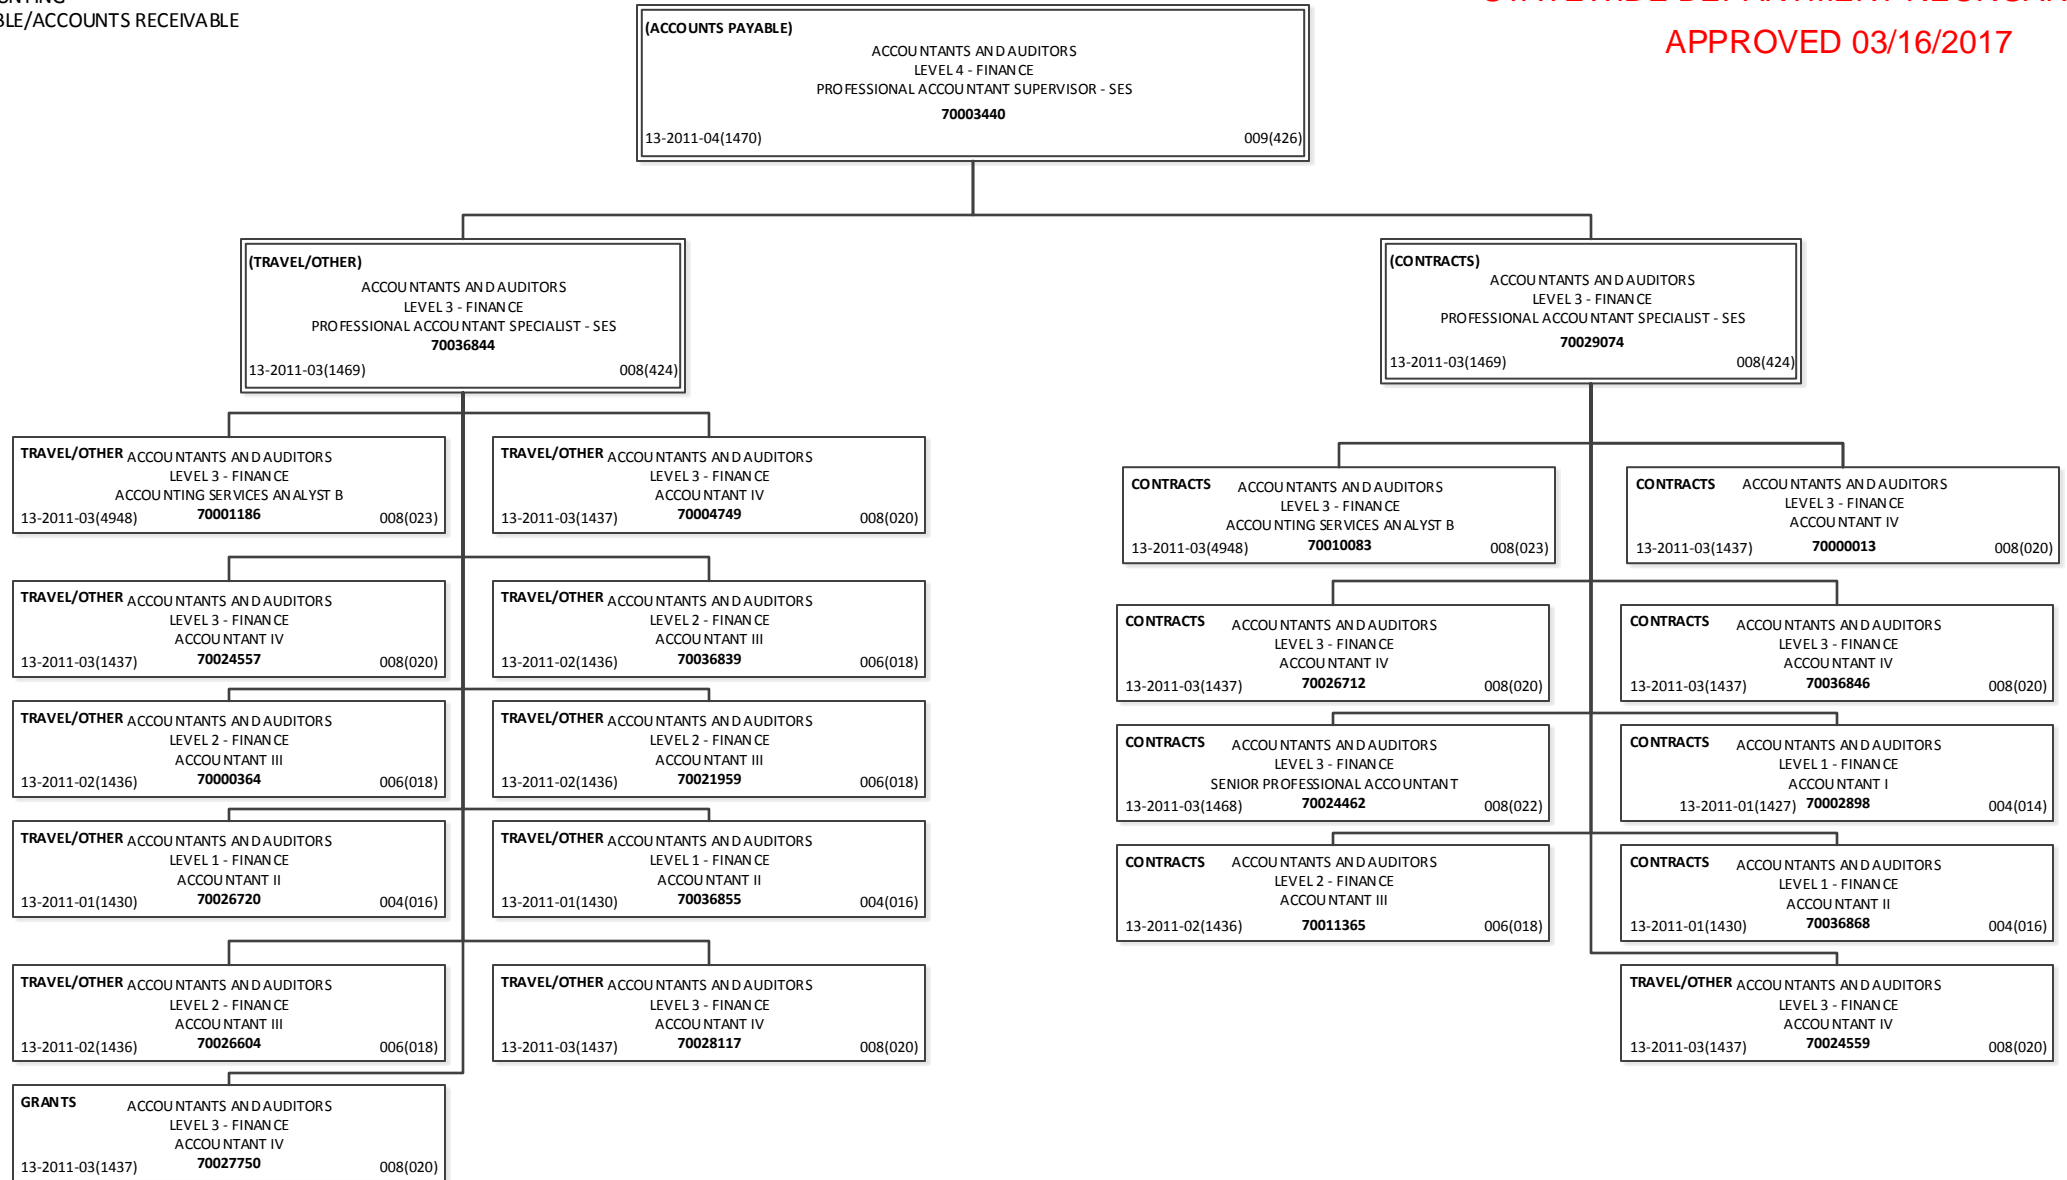 BLE/ACCOUNTS RECEIVABLE
APPROVED 03/16/2017
(ACCOUNTS PAYABLE)
ACCOUNTANTS AND AUDITORS
LEVEL 4 - FINANCE
PROFESSIONAL ACCOUNTANT SUPERVISOR - SES
70003440
13-2011-04(1470) 009(426)
(TRAVEL/OTHER)
ACCOUNTANTS AND AUDITORS
LEVEL 3 - FINANCE
PROFESSIONAL ACCOUNTANT SPECIALIST - SES
70036844
13-2011-03(1469) 008(424)
(CONTRACTS)
ACCOUNTANTS AND AUDITORS
LEVEL 3 - FINANCE
PROFESSIONAL ACCOUNTANT SPECIALIST - SES
70029074
13-2011-03(1469) 008(424)
TRAVEL/OTHER ACCOUNTANTS AND AUDITORS
LEVEL 3 - FINANCE
ACCOUNTING SERVICES ANALYST B
13-2011-03(4948) 70001186 008(023)
TRAVEL/OTHER ACCOUNTANTS AND AUDITORS
LEVEL 3 - FINANCE
ACCOUNTANT IV
13-2011-03(1437) 70004749 008(020)
TRAVEL/OTHER ACCOUNTANTS AND AUDITORS
LEVEL 3 - FINANCE
ACCOUNTANT IV
13-2011-03(1437) 70024557 008(020)
TRAVEL/OTHER ACCOUNTANTS AND AUDITORS
LEVEL 2 - FINANCE
ACCOUNTANT III
13-2011-02(1436) 70036839 006(018)
TRAVEL/OTHER ACCOUNTANTS AND AUDITORS
LEVEL 2 - FINANCE
ACCOUNTANT III
13-2011-02(1436) 70000364 006(018)
TRAVEL/OTHER ACCOUNTANTS AND AUDITORS
LEVEL 2 - FINANCE
ACCOUNTANT III
13-2011-02(1436) 70021959 006(018)
TRAVEL/OTHER ACCOUNTANTS AND AUDITORS
LEVEL 1 - FINANCE
ACCOUNTANT II
13-2011-01(1430) 70026720 004(016)
TRAVEL/OTHER ACCOUNTANTS AND AUDITORS
LEVEL 1 - FINANCE
ACCOUNTANT II
13-2011-01(1430) 70036855 004(016)
TRAVEL/OTHER ACCOUNTANTS AND AUDITORS
LEVEL 2 - FINANCE
ACCOUNTANT III
13-2011-02(1436) 70026604 006(018)
TRAVEL/OTHER ACCOUNTANTS AND AUDITORS
LEVEL 3 - FINANCE
ACCOUNTANT IV
13-2011-03(1437) 70028117 008(020)
GRANTS ACCOUNTANTS AND AUDITORS
LEVEL 3 - FINANCE
ACCOUNTANT IV
13-2011-03(1437) 70027750 008(020)
CONTRACTS ACCOUNTANTS AND AUDITORS
LEVEL 3 - FINANCE
ACCOUNTING SERVICES ANALYST B
13-2011-03(4948) 70010083 008(023)
CONTRACTS ACCOUNTANTS AND AUDITORS
LEVEL 3 - FINANCE
ACCOUNTANT IV
13-2011-03(1437) 70000013 008(020)
CONTRACTS ACCOUNTANTS AND AUDITORS
LEVEL 3 - FINANCE
ACCOUNTANT IV
13-2011-03(1437) 70026712 008(020)
CONTRACTS ACCOUNTANTS AND AUDITORS
LEVEL 3 - FINANCE
ACCOUNTANT IV
13-2011-03(1437) 70036846 008(020)
CONTRACTS ACCOUNTANTS AND AUDITORS
LEVEL 3 - FINANCE
SENIOR PROFESSIONAL ACCOUNTANT
13-2011-03(1468) 70024462 008(022)
CONTRACTS ACCOUNTANTS AND AUDITORS
LEVEL 1 - FINANCE
ACCOUNTANT I
13-2011-01(1427) 70002898 004(014)
CONTRACTS ACCOUNTANTS AND AUDITORS
LEVEL 2 - FINANCE
ACCOUNTANT III
13-2011-02(1436) 70011365 006(018)
CONTRACTS ACCOUNTANTS AND AUDITORS
LEVEL 1 - FINANCE
ACCOUNTANT II
13-2011-01(1430) 70036868 004(016)
TRAVEL/OTHER ACCOUNTANTS AND AUDITORS
LEVEL 3 - FINANCE
ACCOUNTANT IV
13-2011-03(1437) 70024559 008(020)